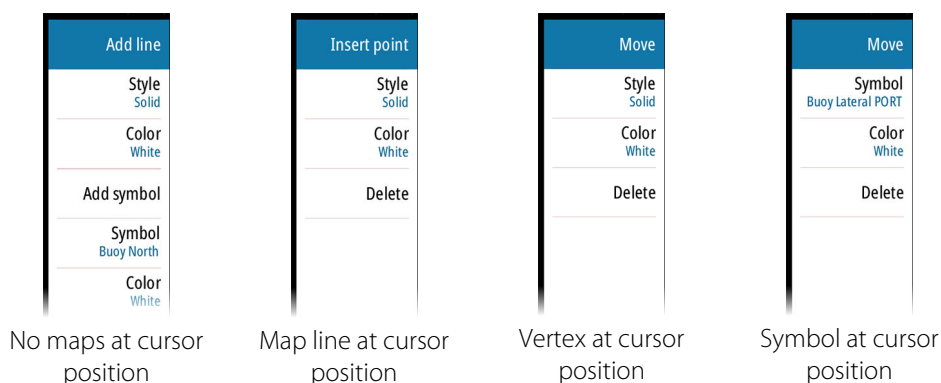 Add line
Style
Solid
Color
White
Add symbol
Symbol
Buoy North
Color
White
No maps at cursor
position
Insert point
Style
Solid
Color
White
Delete
Map line at cursor
position
Move
Style
Solid
Color
White
Delete
Vertex at cursor
position
Move
Symbol
Buoy Lateral PORT
Color
White
Delete
Symbol at cursor
position